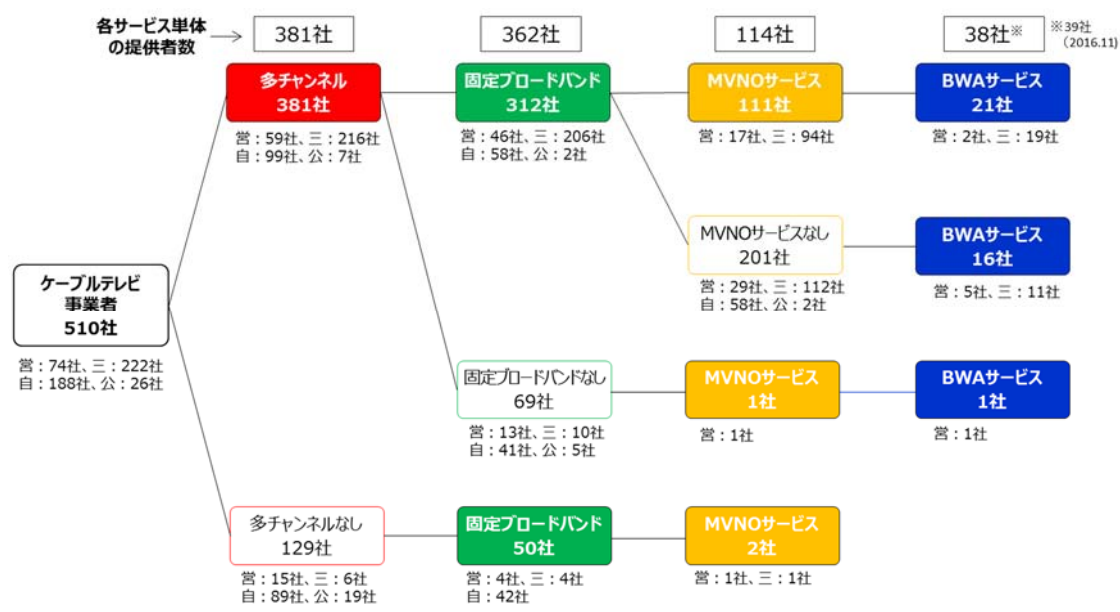 各サービス単体
の提供者数
381社
362社
114社
38社※
※39社
(2016.11)
多チャンネル
381社
営：59社、三：216社
自：99社、公：7社
固定ブロードバンド
312社
営：46社、三：206社
自：58社、公：2社
MVNOサービス
111社
営：17社、三：94社
BWAサービス
21社
営：2社、三：19社
MVNOサービスなし
201社
営：29社、三：112社
自：58社、公：2社
BWAサービス
16社
営：5社、三：11社
ケーブルテレビ
事業者
510社
営：74社、三：222社
自：188社、公：26社
固定ブロードバンドなし
69社
営：13社、三：10社
自：41社、公：5社
MVNOサービス
1社
営：1社
BWAサービス
1社
営：1社
多チャンネルなし
129社
営：15社、三：6社
自：89社、公：19社
固定ブロードバンド
50社
営：4社、三：4社
自：42社
MVNOサービス
2社
営：1社、三：1社